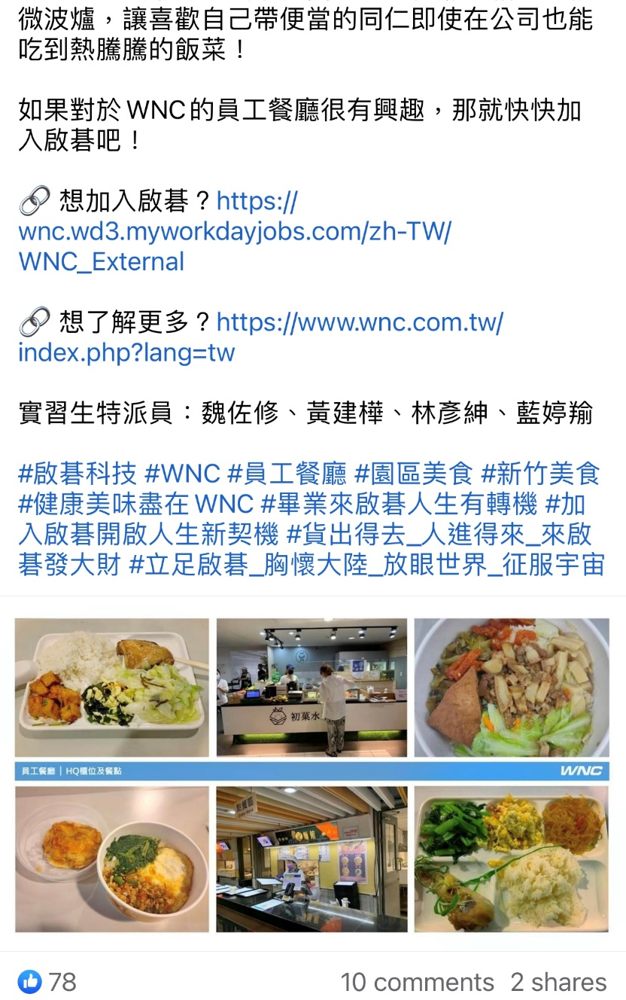 微波爐，讓喜歡自己帶便當的同仁即使在公司也能
吃到熱騰騰的飯菜！
如果對於WNC的員工餐廳很有興趣，那就快快加
入啟碁吧！
🔗 想加入啟碁？https://
wnc.wd3.myworkdayjobs.com/zh-TW/
WNC_External
🔗 想了解更多？https://www.wnc.com.tw/
index.php?lang=tw
實習生特派員：魏佐修、黃建樺、林彥紳、藍婷羭
#啟碁科技 #WNC #員工餐廳 #園區美食 #新竹美食
#健康美味盡在WNC #畢業來啟碁人生有轉機 #加
入啟碁開啟人生新契機 #貨出得去_人進得來_來啟
碁發大財 #立足啟碁_胸懷大陸_放眼世界_征服宇宙
初菓水
員工餐廳 | HQ櫃位及餐點
WNC
點餐區
78
10 comments 2 shares